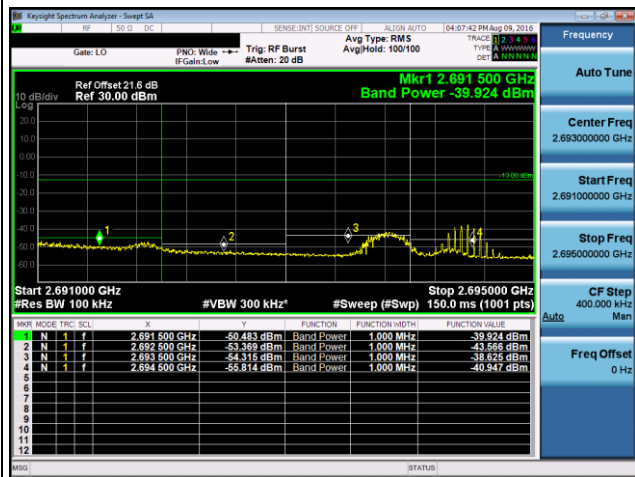 Keysight Spectrum Analyzer - Swept SA
RF 50 Ω DC SENSE:INT SOURCE OFF ALIGN AUTO 04:07:42 PM Aug 09, 2016
Gate: LO PNO: Wide Trig: RF Burst Avg Type: RMS TRACE 1 2 3 4 5 6
IFGain:Low #Atten: 20 dB Avg|Hold: 100/100 TYPE A WWWWW
DET A N N N N N
Frequency
Auto Tune
Ref Offset 21.6 dB Mkr1 2.691 500 GHz
10 dB/div Ref 30.00 dBm Band Power -39.924 dBm
Log
20.0
10.0
0.00
-10.0
-13.00 dBm
-20.0
-30.0
-40.0
-50.0
-60.0
1
2
3
4
Start 2.691000 GHz Stop 2.695000 GHz
#Res BW 100 kHz #VBW 300 kHz* #Sweep (#Swp) 150.0 ms (1001 pts)
MKR MODE TRC SCL X Y FUNCTION FUNCTION WIDTH FUNCTION VALUE
1 N 1 f 2.691 500 GHz -50.483 dBm Band Power 1.000 MHz -39.924 dBm
2 N 1 f 2.692 500 GHz -53.369 dBm Band Power 1.000 MHz -43.566 dBm
3 N 1 f 2.693 500 GHz -54.315 dBm Band Power 1.000 MHz -38.625 dBm
4 N 1 f 2.694 500 GHz -55.814 dBm Band Power 1.000 MHz -40.947 dBm
5
6
7
8
9
10
11
12
MSG STATUS
Center Freq
2.693000000 GHz
Start Freq
2.691000000 GHz
Stop Freq
2.695000000 GHz
CF Step
400.000 kHz
Auto Man
Freq Offset
0 Hz